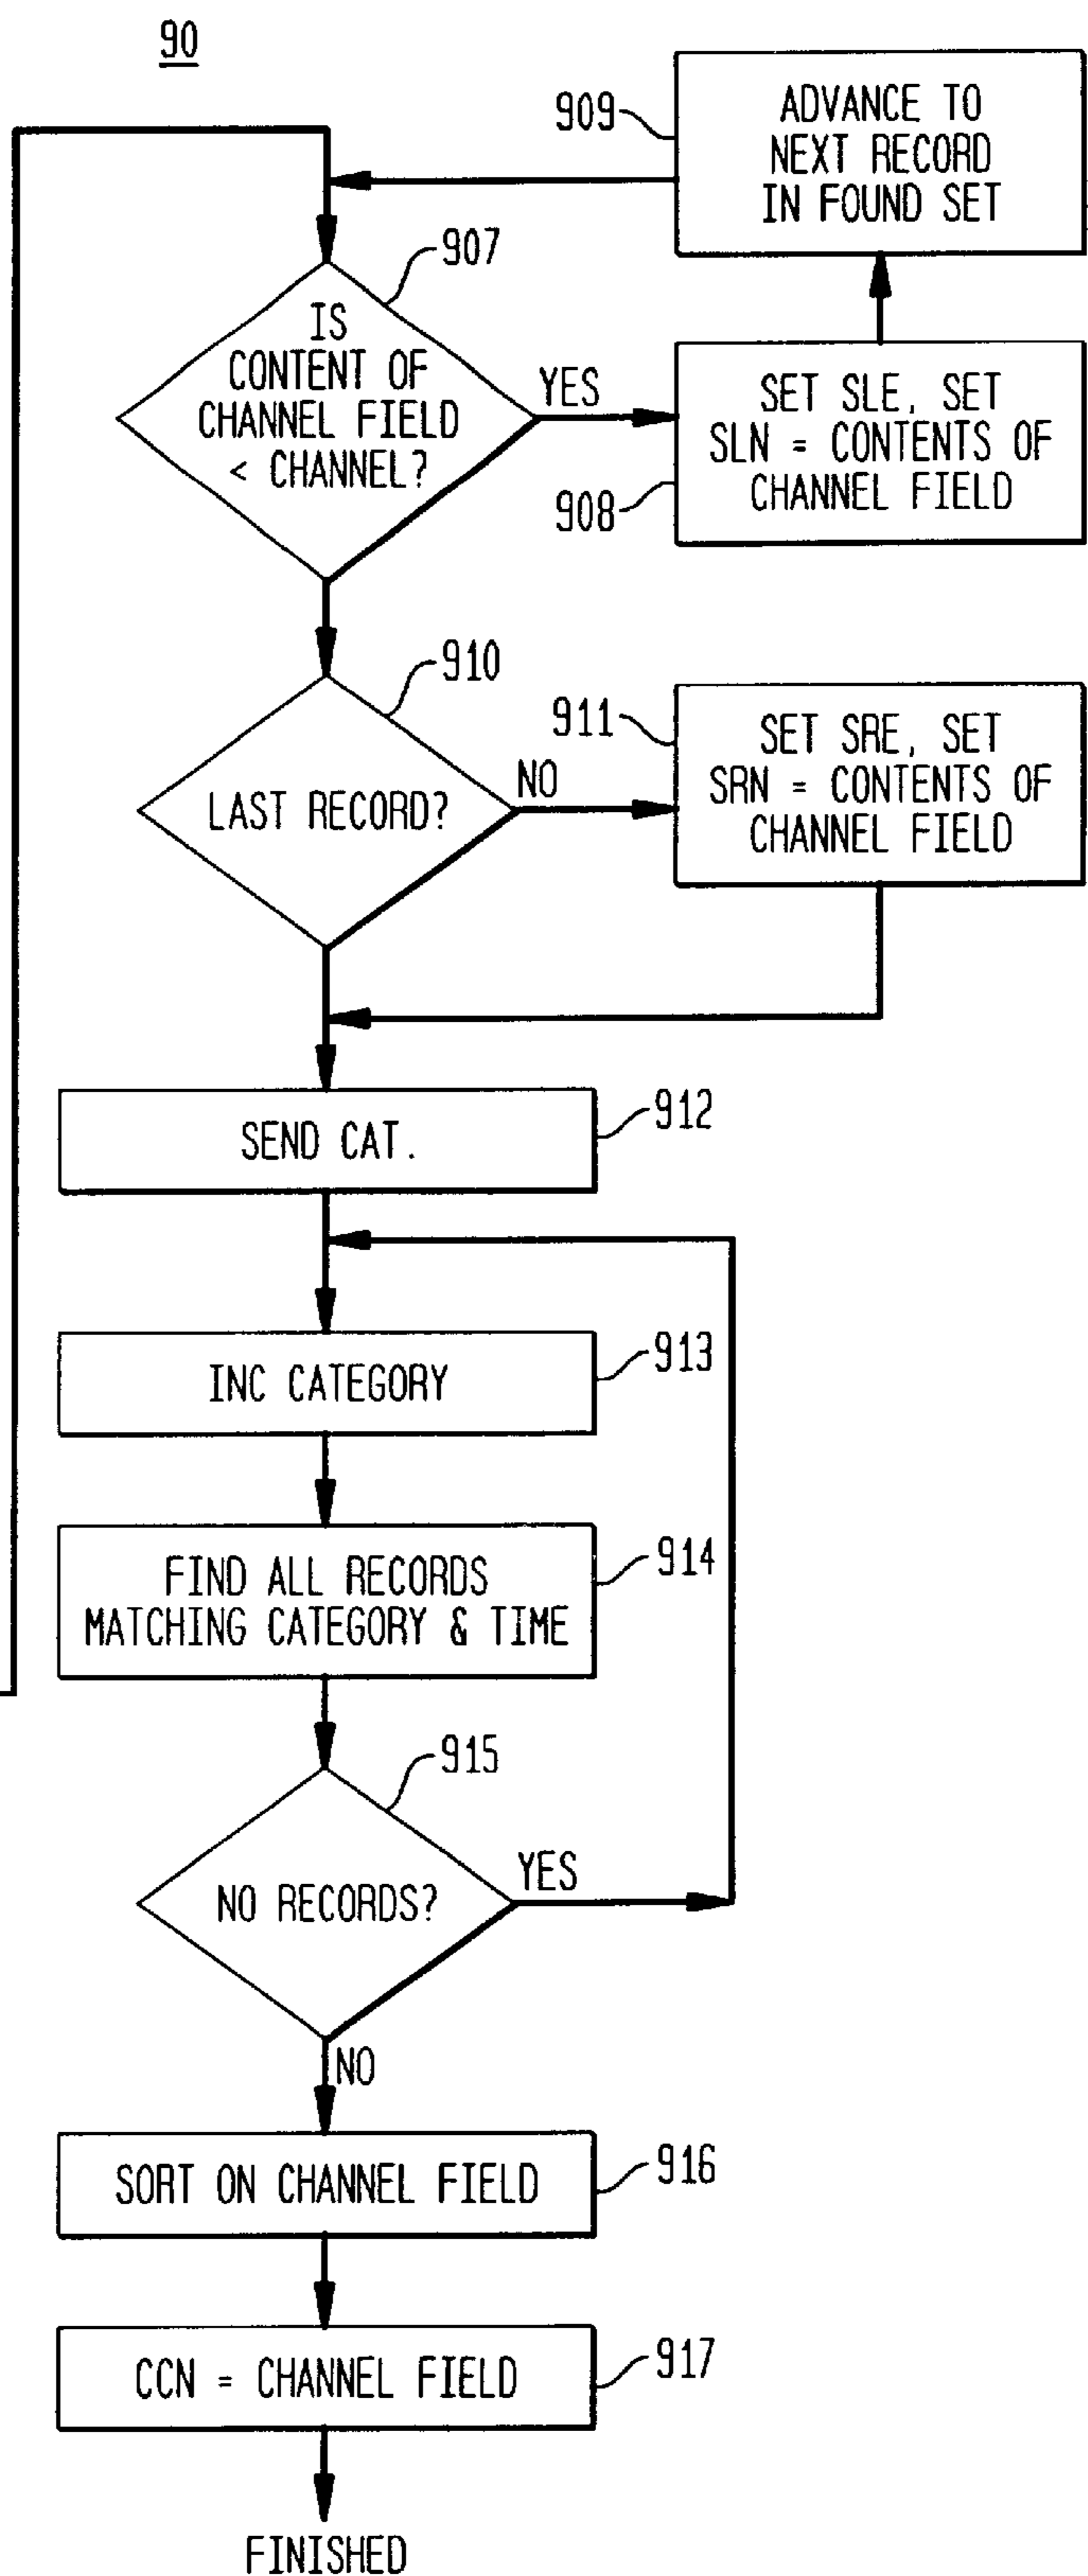 90
909
ADVANCE TO
NEXT RECORD
IN FOUND SET
907
IS
CONTENT OF
CHANNEL FIELD
< CHANNEL?
YES
908
SET SLE, SET
SLN = CONTENTS OF
CHANNEL FIELD
910
LAST RECORD?
NO
911
SET SRE, SET
SRN = CONTENTS OF
CHANNEL FIELD
SEND CAT.
912
INC CATEGORY
913
FIND ALL RECORDS
MATCHING CATEGORY & TIME
914
915
NO RECORDS?
YES
NO
SORT ON CHANNEL FIELD
916
CCN = CHANNEL FIELD
917
FINISHED